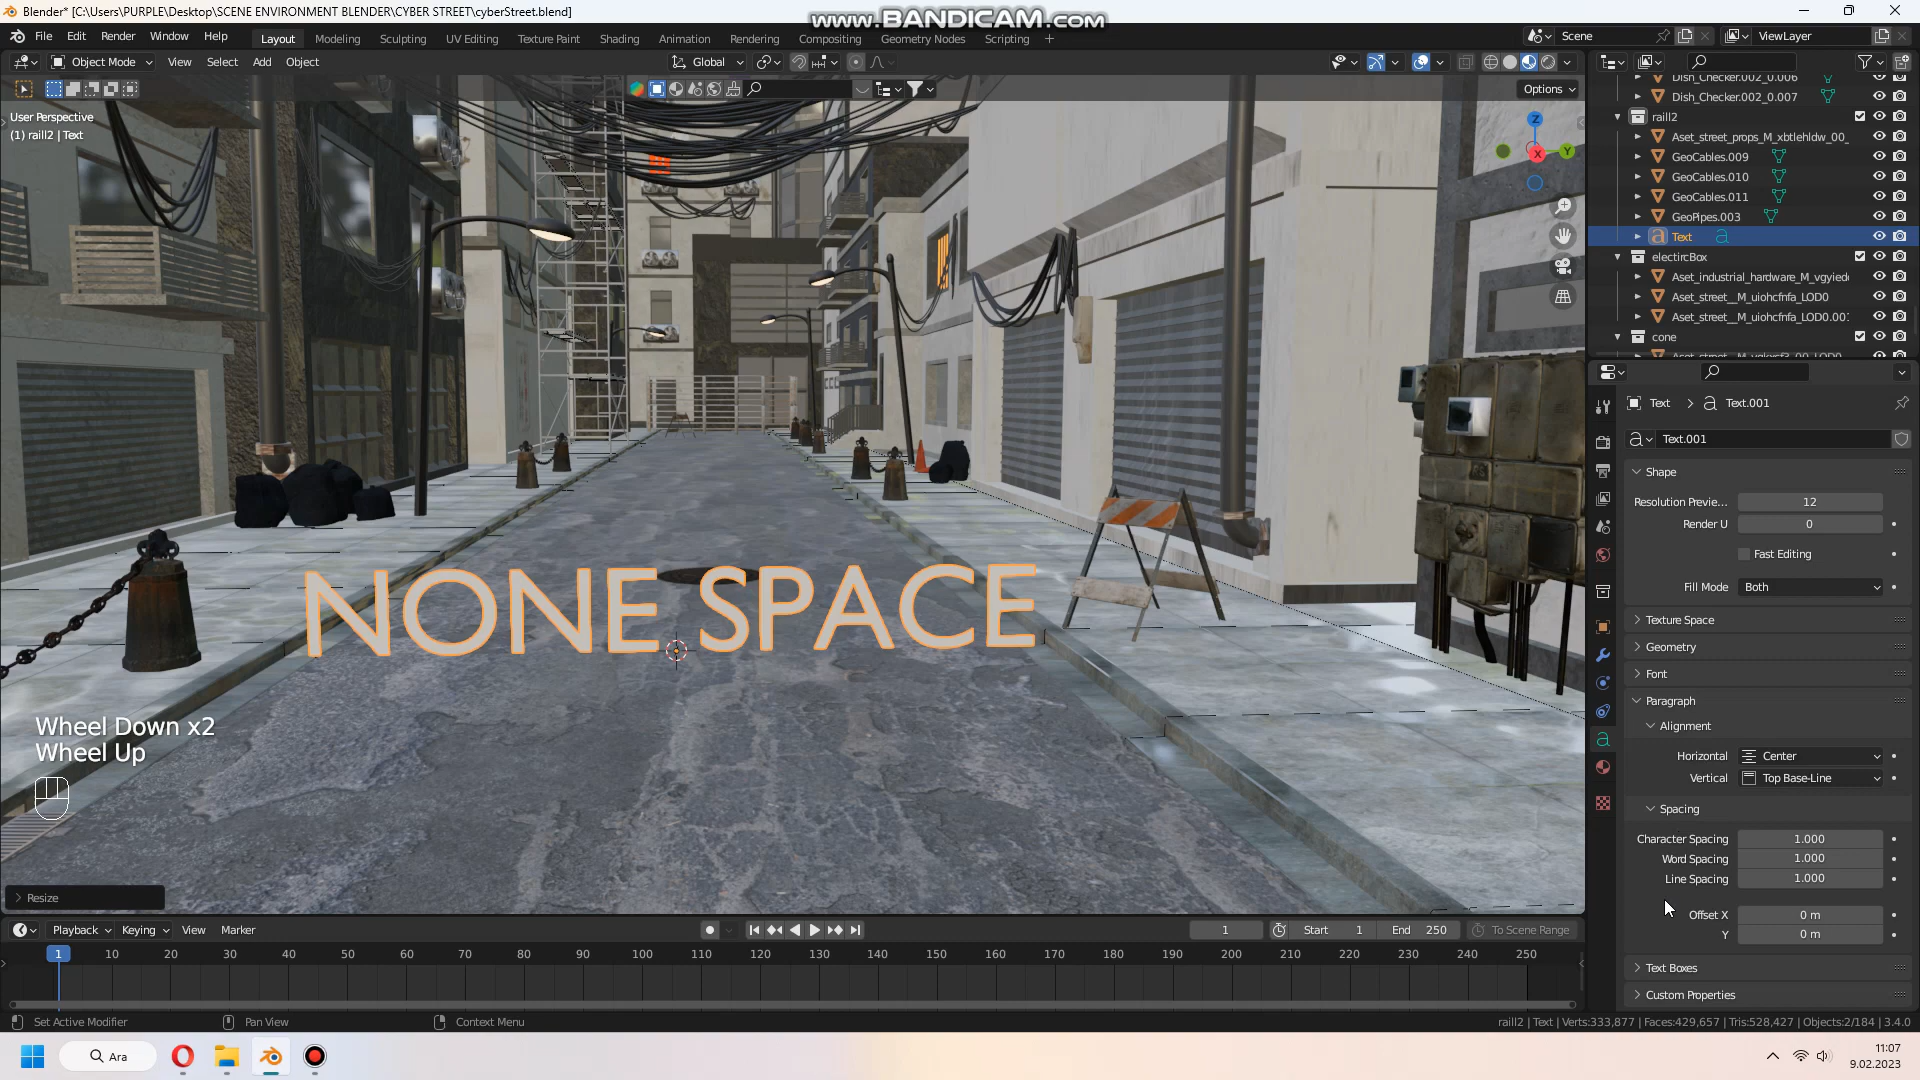 Blender* [C:\Users\PURPLE\Desktop\SCENE ENVIRONMENT BLENDER\CYBER STREET\cyberStreet.blend]
www.BANDICAM.com
File Edit Render Window Help Layout Modeling Sculpting UV Editing Texture Paint Shading Animation Rendering Compositing Geometry Nodes Scripting + Scene ViewLayer
Object Mode View Select Add Object Global
Options
User Perspective
(1) raill2 | Text
Z
Y
X
Dish_Checker.002_0.006
Dish_Checker.002_0.007
raill2
Aset_street_props_M_xbtlehldw_00_
GeoCables.009
GeoCables.010
GeoCables.011
GeoPipes.003
Text
electircBox
Aset_industrial_hardware_M_vgyied
Aset_street__M_uiohcfnfa_LOD0
Aset_street__M_uiohcfnfa_LOD0.001
cone
Text > Text.001
Text.001
Shape
Resolution Previe... 12
Render U 0
Fast Editing
Fill Mode Both
Texture Space
Geometry
Font
Paragraph
Alignment
Horizontal Center
Vertical Top Base-Line
Spacing
Character Spacing 1.000
Word Spacing 1.000
Line Spacing 1.000
Offset X 0 m
Y 0 m
Text Boxes
Custom Properties
NONE SPACE
Wheel Down x2
Wheel Up
Resize
Playback Keying View Marker 1 Start 1 End 250 To Scene Range
1 10 20 30 40 50 60 70 80 90 100 110 120 130 140 150 160 170 180 190 200 210 220 230 240 250
Set Active Modifier Pan View Context Menu raill2 | Text | Verts:333,877 | Faces:429,657 | Tris:528,427 | Objects:2/184 | 3.4.0
Ara
11:07
9.02.2023